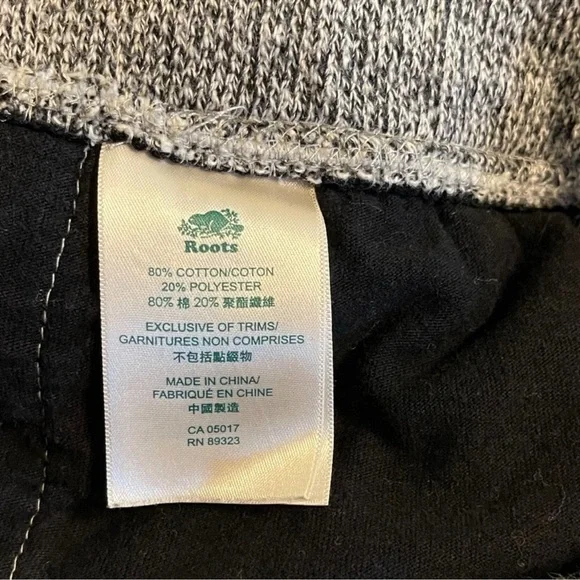 Roots
80% COTTON/COTON
20% POLYESTER
80% 棉 20% 聚酯纖維
EXCLUSIVE OF TRIMS/
GARNITURES NON COMPRISES
不包括點綴物
MADE IN CHINA/
FABRIQUÉ EN CHINE
中國製造
CA 05017
RN 89323